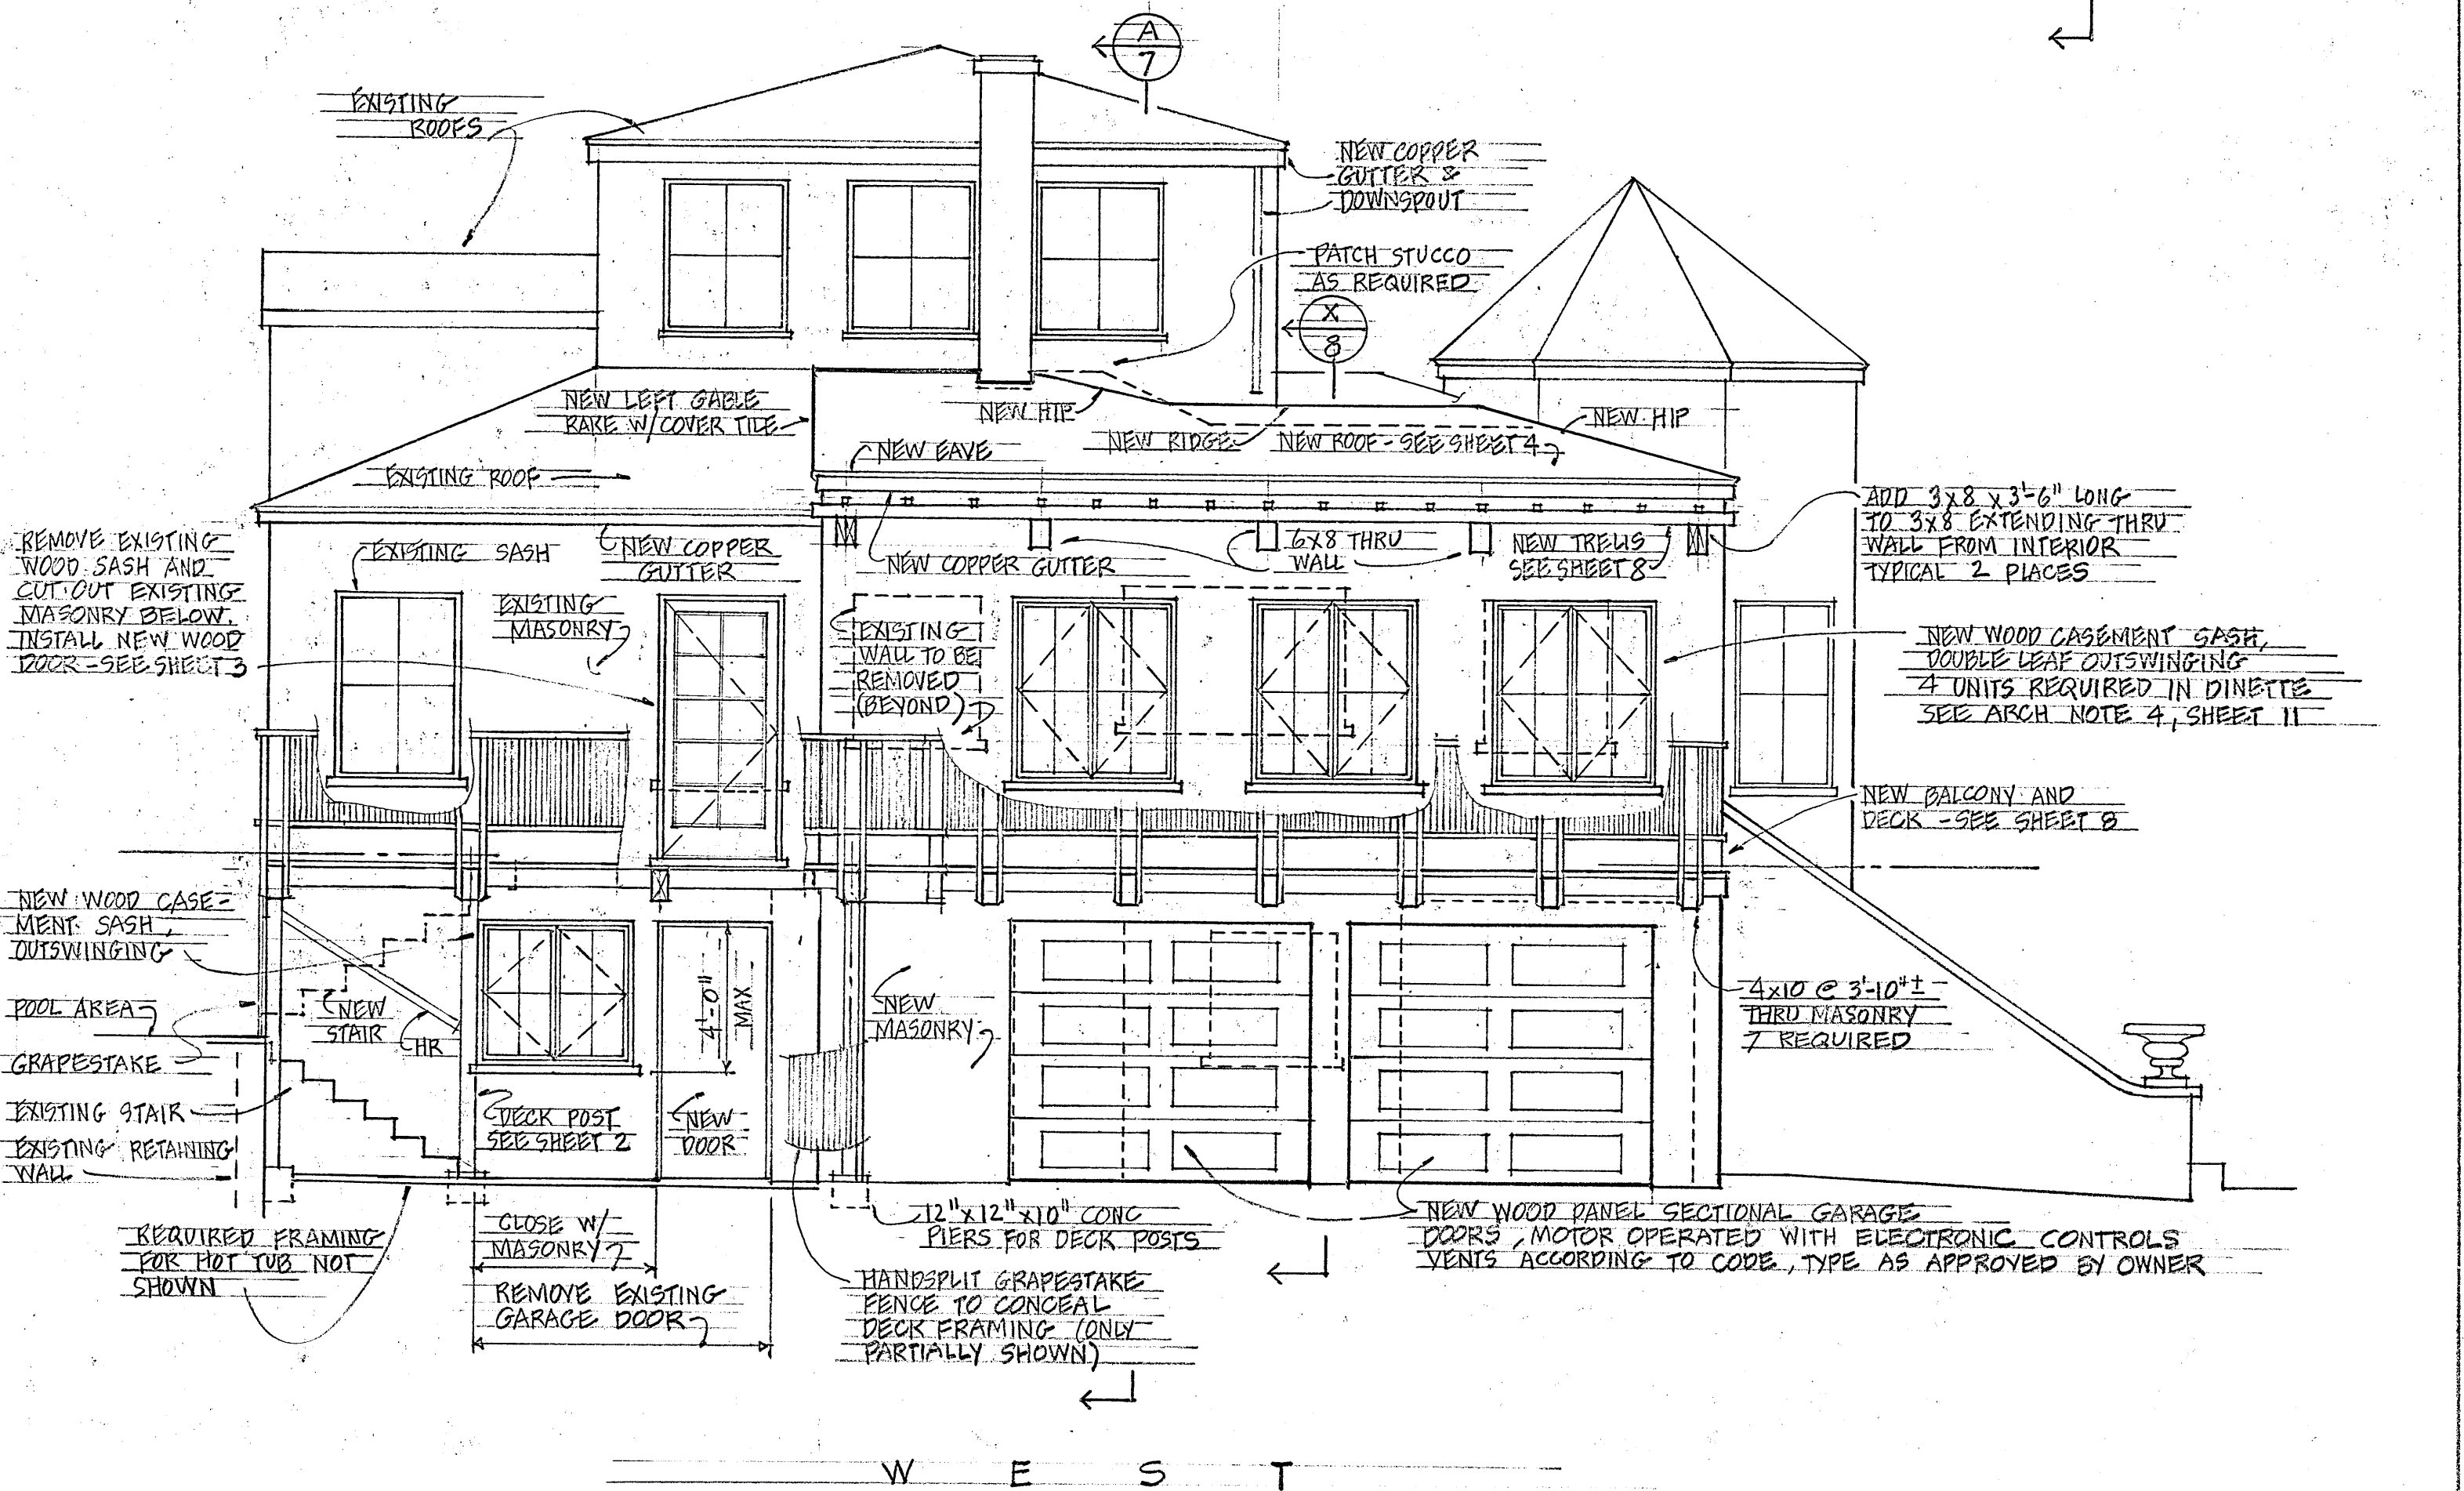 A
7
EXISTING
ROOFS
NEW COPPER
GUTTER &
DOWNSPOUT
PATCH STUCCO
AS REQUIRED
X
8
NEW LEFT GABLE
RAKE W/COVER TILE
NEW HIP
NEW RIDGE
NEW ROOF-SEE SHEET 4
NEW HIP
NEW EAVE
EXISTING ROOF
ADD 3x8 x 3'-6" LONG
TO 3x8 EXTENDING THRU
WALL FROM INTERIOR
TYPICAL 2 PLACES
REMOVE EXISTING
WOOD SASH AND
CUT OUT EXISTING
MASONRY BELOW.
INSTALL NEW WOOD
DOOR-SEE SHEET 3
EXISTING SASH
NEW COPPER
GUTTER
NEW COPPER GUTTER
6X8 THRU
WALL
NEW TRELIS
SEE SHEET 8
EXISTING
MASONRY
EXISTING
WALL TO BE
REMOVED
(BEYOND)
NEW WOOD CASEMENT SASH,
DOUBLE LEAF OUTSWINGING
4 UNITS REQUIRED IN DINETTE
SEE ARCH NOTE 4, SHEET 11
NEW BALCONY AND
DECK - SEE SHEET 8
NEW WOOD CASE-
MENT SASH,
OUTSWINGING
POOL AREA
GRAPESTAKE
EXISTING STAIR
EXISTING RETAINING
WALL
NEW
STAIR
HR
4'-0"
MAX
DECK POST
SEE SHEET 2
NEW
DOOR
NEW
MASONRY
4x10 @ 3'-10"±
THRU MASONRY
7 REQUIRED
REQUIRED FRAMING
FOR HOT TUB NOT
SHOWN
CLOSE W/
MASONRY
REMOVE EXISTING
GARAGE DOOR
12"x12"x10" CONC
PIERS FOR DECK POSTS
HANDSPLIT GRAPESTAKE
FENCE TO CONCEAL
DECK FRAMING (ONLY
PARTIALLY SHOWN)
NEW WOOD PANEL SECTIONAL GARAGE
DOORS, MOTOR OPERATED WITH ELECTRONIC CONTROLS
VENTS ACCORDING TO CODE, TYPE AS APPROVED BY OWNER
WEST